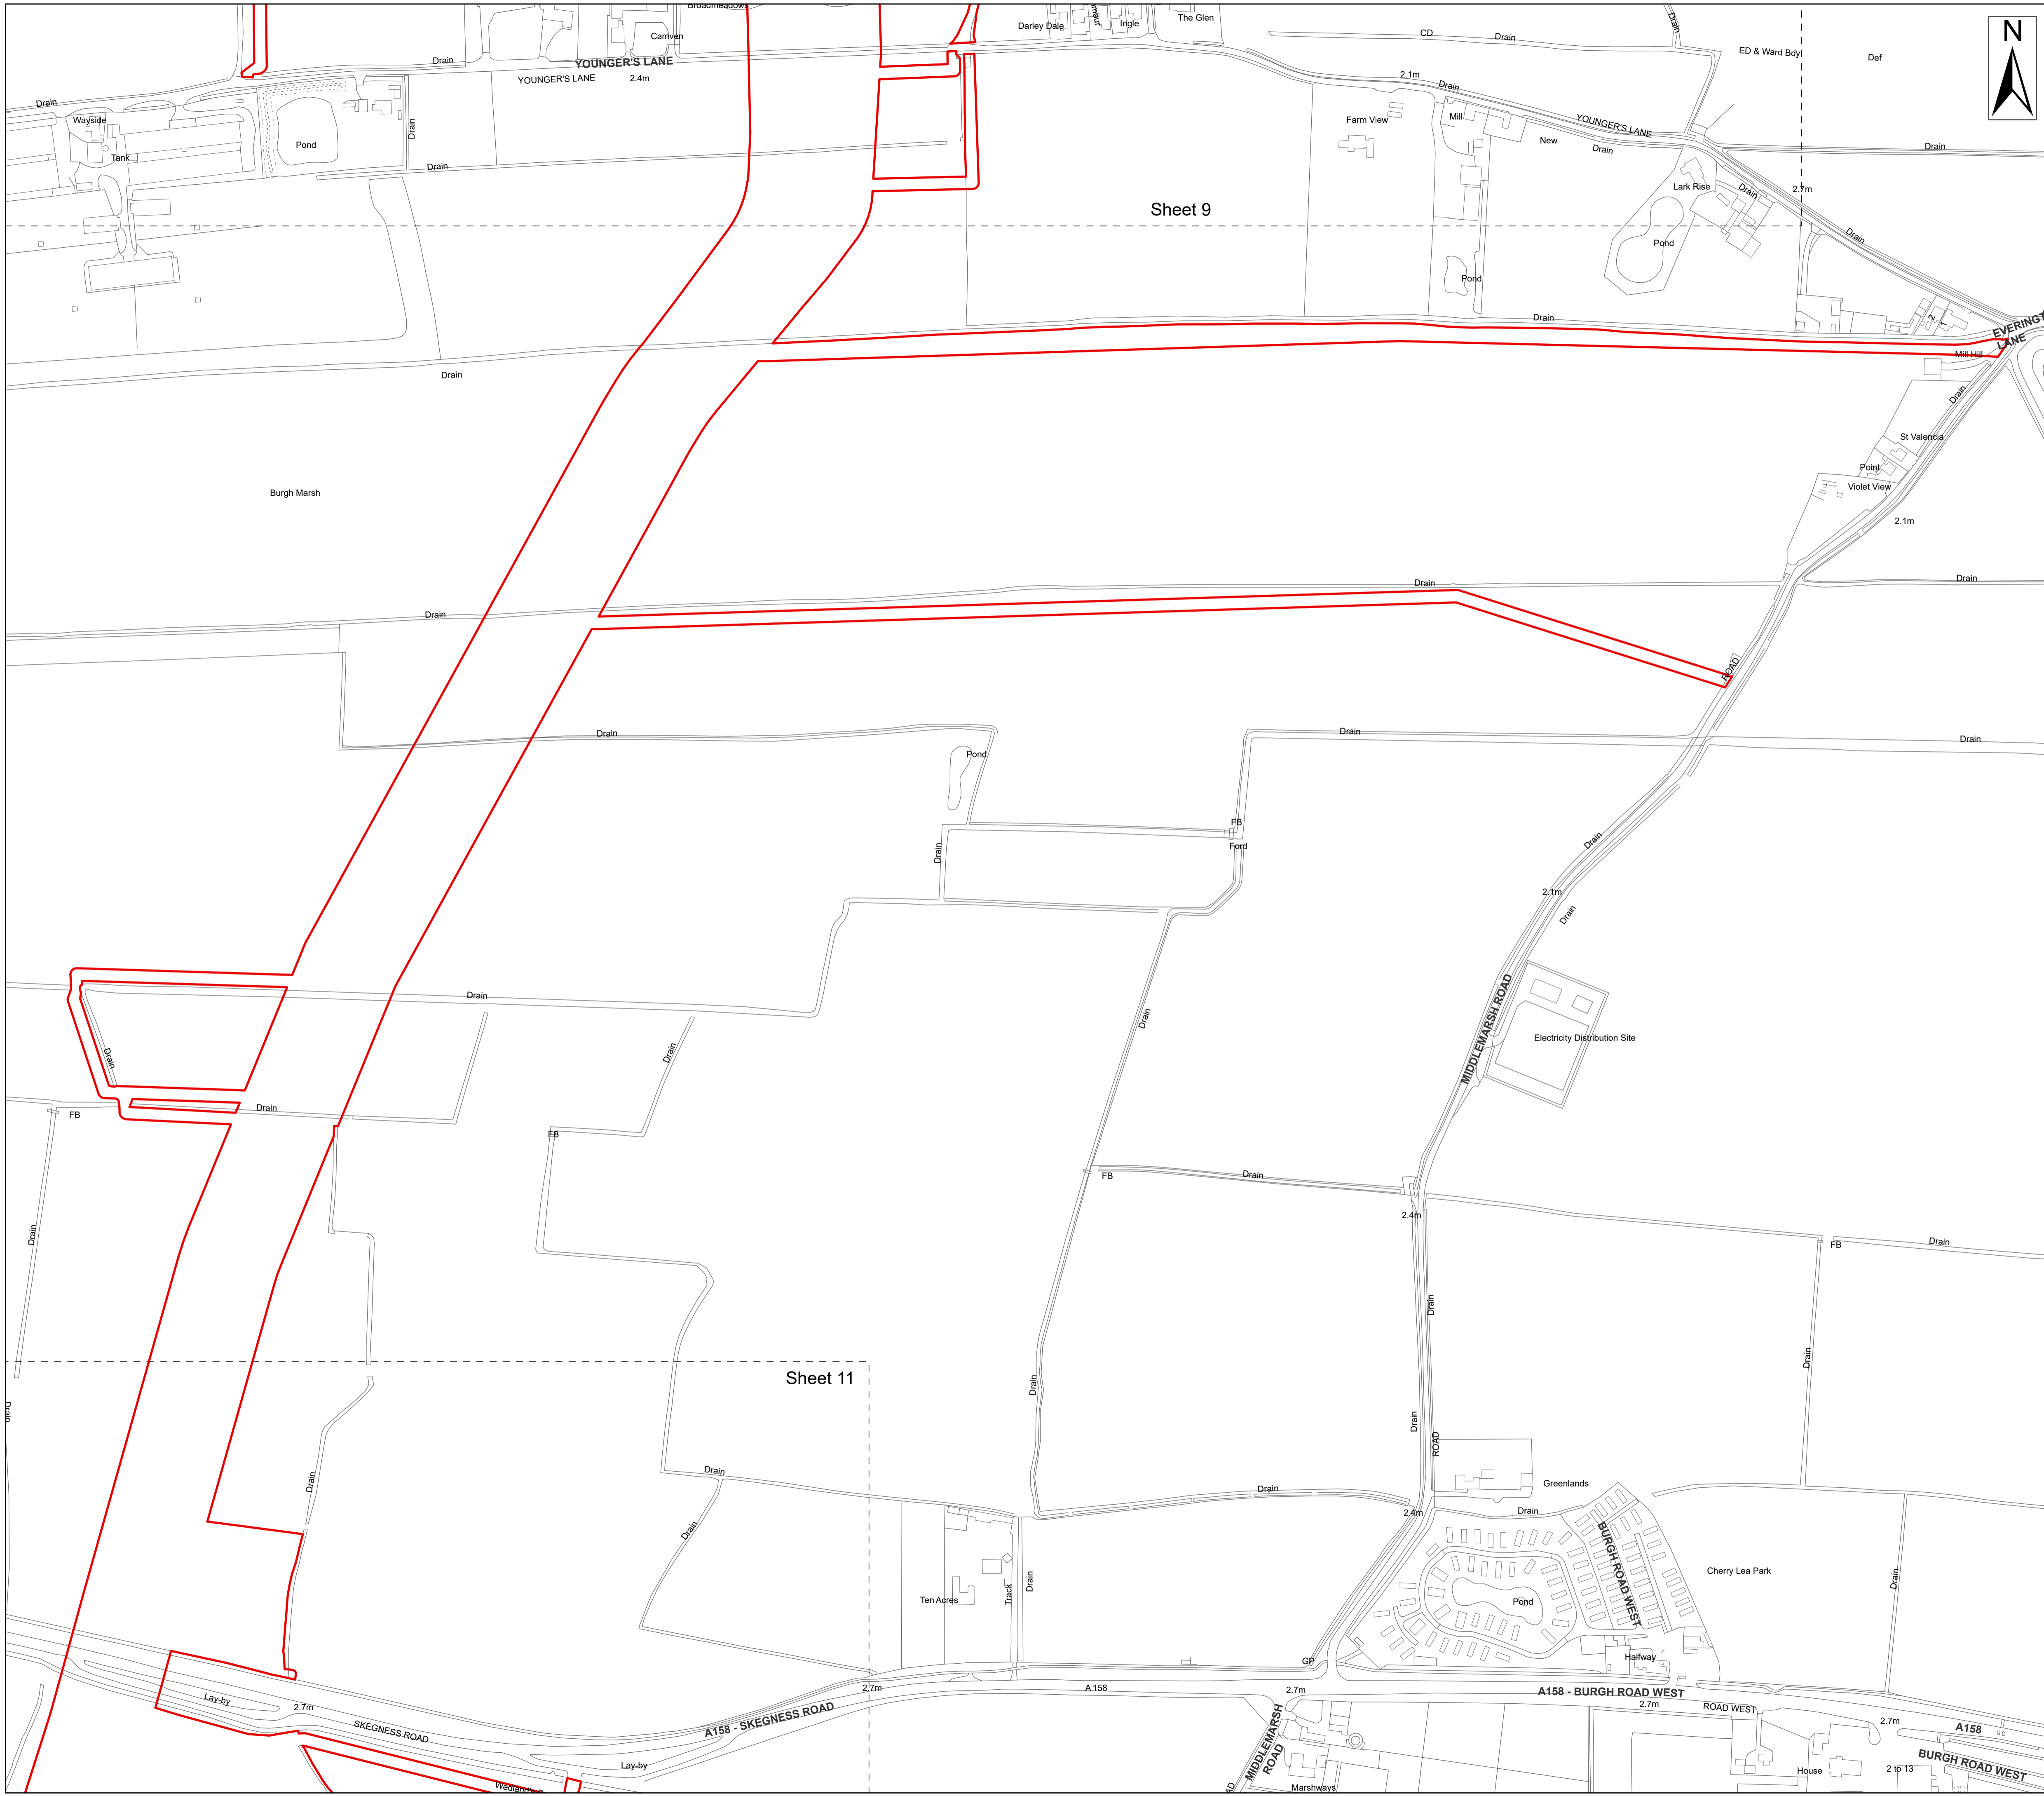 Broadmeadows
Darley Dale
Ingle
The Glen
Drain
N
Camven
CD
Drain
ED & Ward Bdy
Def
Drain
YOUNGER'S LANE
YOUNGER'S LANE
2.4m
2.1m
Drain
Drain
Wayside
Tank
Pond
Drain
Drain
Farm View
Mill
New
YOUNGER'S LANE
Drain
Drain
Lark Rise
Drain
2.7m
Sheet 9
Pond
Drain
Pond
Drain
2
1
EVERINGT
LANE
Mill Hill
Drain
Drain
St Valencia
Point
Violet View
2.1m
Burgh Marsh
Drain
Drain
Drain
ROAD
Drain
Pond
Drain
Drain
FB
Ford
Drain
Drain
2.1m
Drain
Drain
Drain
MIDDLEMARSH ROAD
Electricity Distribution Site
Drain
Drain
FB
Drain
FB
FB
Drain
2.4m
Drain
FB
Drain
Drain
Drain
Drain
Sheet 11
Drain
Drain
Drain
ROAD
Drain
Drain
Drain
Drain
Greenlands
2.4m
Drain
Drain
BURGH ROAD WEST
Cherry Lea Park
Drain
Ten Acres
Track
Drain
Pond
GP
Halfway
Lay-by
2.7m
SKEGNESS ROAD
A158 - SKEGNESS ROAD
2.7m
A158
2.7m
A158 - BURGH ROAD WEST
2.7m
ROAD WEST
2.7m
A158
MIDDLEMARSH
ROAD
BURGH ROAD WEST
Lay-by
House
2 to 13
Marshways